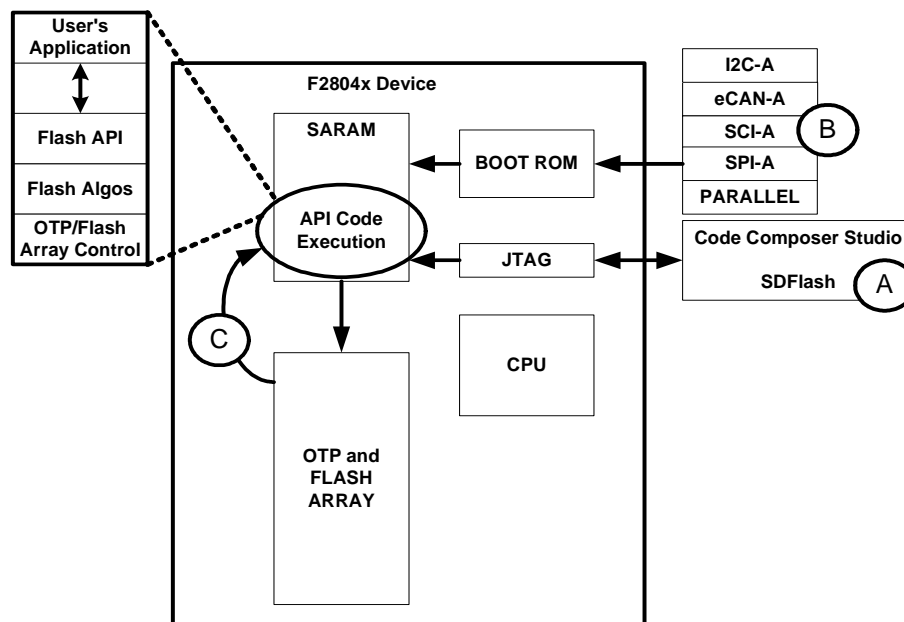 User's
Application
Flash API
Flash Algos
OTP/Flash
Array Control
F2804x Device
SARAM
API Code
Execution
BOOT ROM
JTAG
CPU
C
OTP and
FLASH
ARRAY
I2C-A
eCAN-A
SCI-A
SPI-A
PARALLEL
B
Code Composer Studio
SDFlash
A